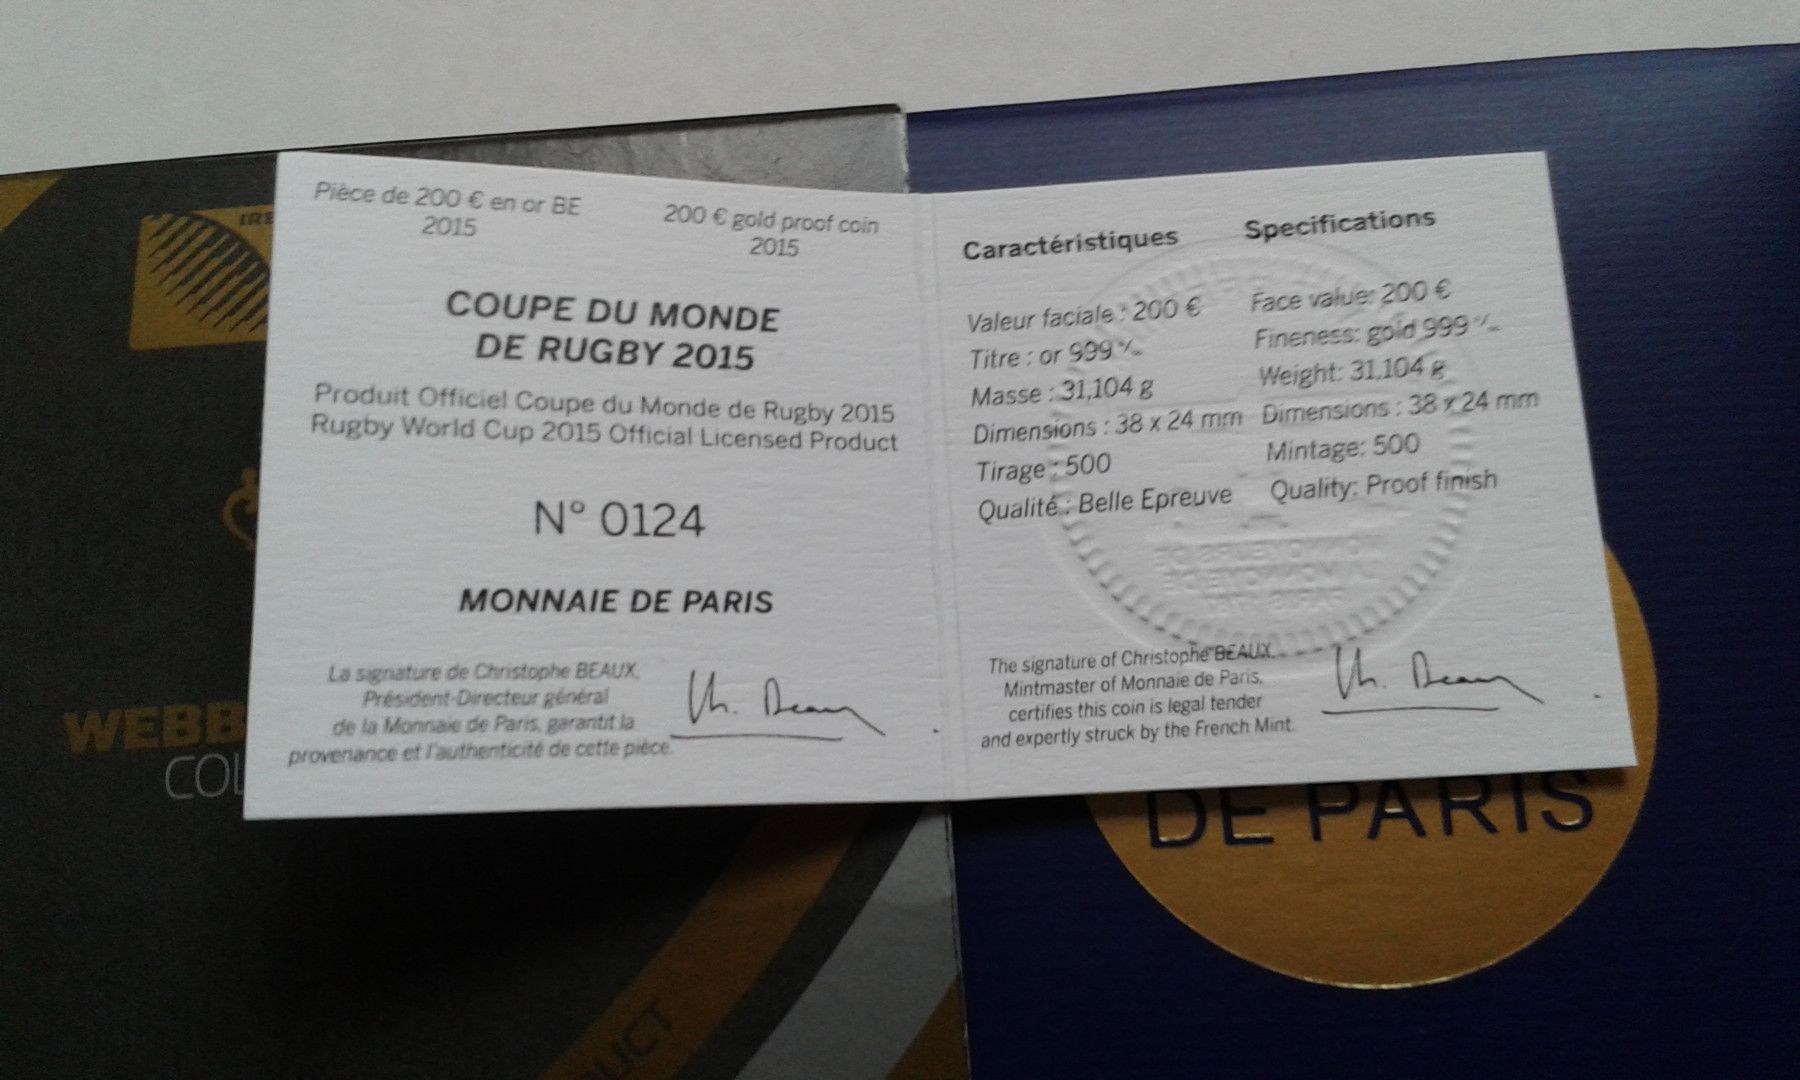 Pièce de 200 € en or BE
2015
200 € gold proof coin
2015
COUPE DU MONDE
DE RUGBY 2015
Produit Officiel Coupe du Monde de Rugby 2015
Rugby World Cup 2015 Official Licensed Product
N° 0124
MONNAIE DE PARIS
La signature de Christophe BEAUX,
Président-Directeur général
de la Monnaie de Paris, garantit la
provenance et l'authenticité de cette pièce.
Caractéristiques
Valeur faciale : 200 €
Titre : or 999 ‰
Masse : 31,104 g
Dimensions : 38 x 24 mm
Tirage : 500
Qualité : Belle Epreuve
Specifications
Face value: 200 €
Fineness: gold 999 ‰
Weight: 31.104 g
Dimensions : 38 x 24 mm
Mintage: 500
Quality: Proof finish
The signature of Christophe BEAUX,
Mintmaster of Monnaie de Paris,
certifies this coin is legal tender
and expertly struck by the French Mint.
IRE
WEBB
COL
UCT
DE PARIS